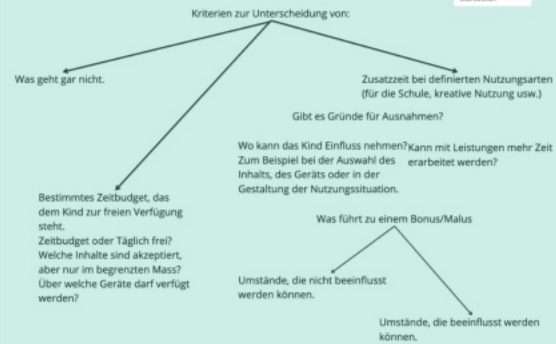 Kriterien zur Unterscheidung von:
Was geht gar nicht.
Zusatzzeit bei definierten Nutzungsarten
(für die Schule, kreative Nutzung usw.)
Gibt es Gründe für Ausnahmen?
Wo kann das Kind Einfluss nehmen?
Zum Beispiel bei der Auswahl des
Inhalts, des Geräts oder in der
Gestaltung der Nutzungssituation.
Kann mit Leistungen mehr Zeit
erarbeitet werden?
Bestimmtes Zeitbudget, das
dem Kind zur freien Verfügung
steht.
Zeitbudget oder Täglich frei?
Welche Inhalte sind akzeptiert,
aber nur im begrenzten Mass?
Über welche Geräte darf verfügt
werden?
Was führt zu einem Bonus/Malus
Umstände, die nicht beeinflusst
werden können.
Umstände, die beeinflusst werden
können.